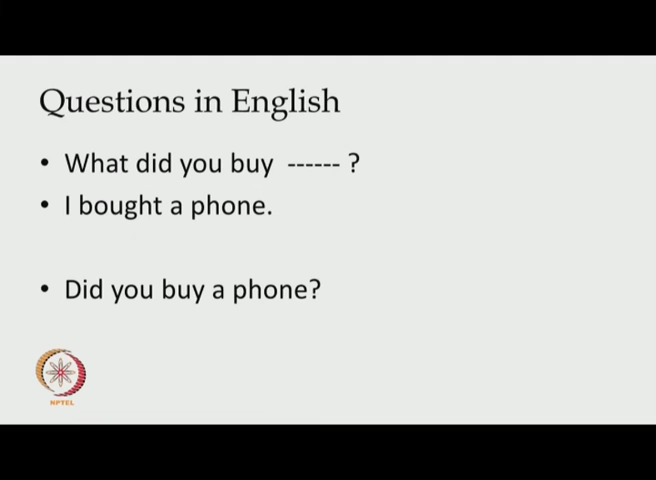 Questions in English
• What did you buy ------ ?
• I bought a phone.
• Did you buy a phone?
NPTEL